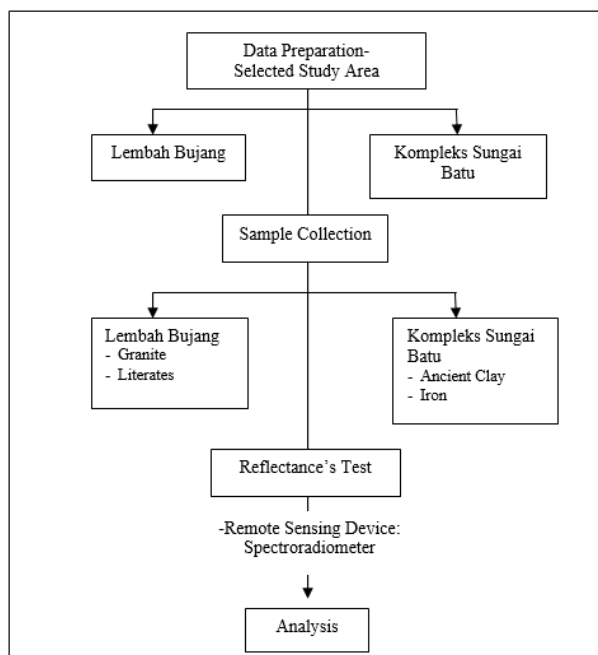 Data Preparation-
Selected Study Area
Lembah Bujang
Kompleks Sungai
Batu
Sample Collection
Lembah Bujang
- Granite
- Literates
Kompleks Sungai
Batu
- Ancient Clay
- Iron
Reflectance’s Test
-Remote Sensing Device:
Spectroradiometer
Analysis